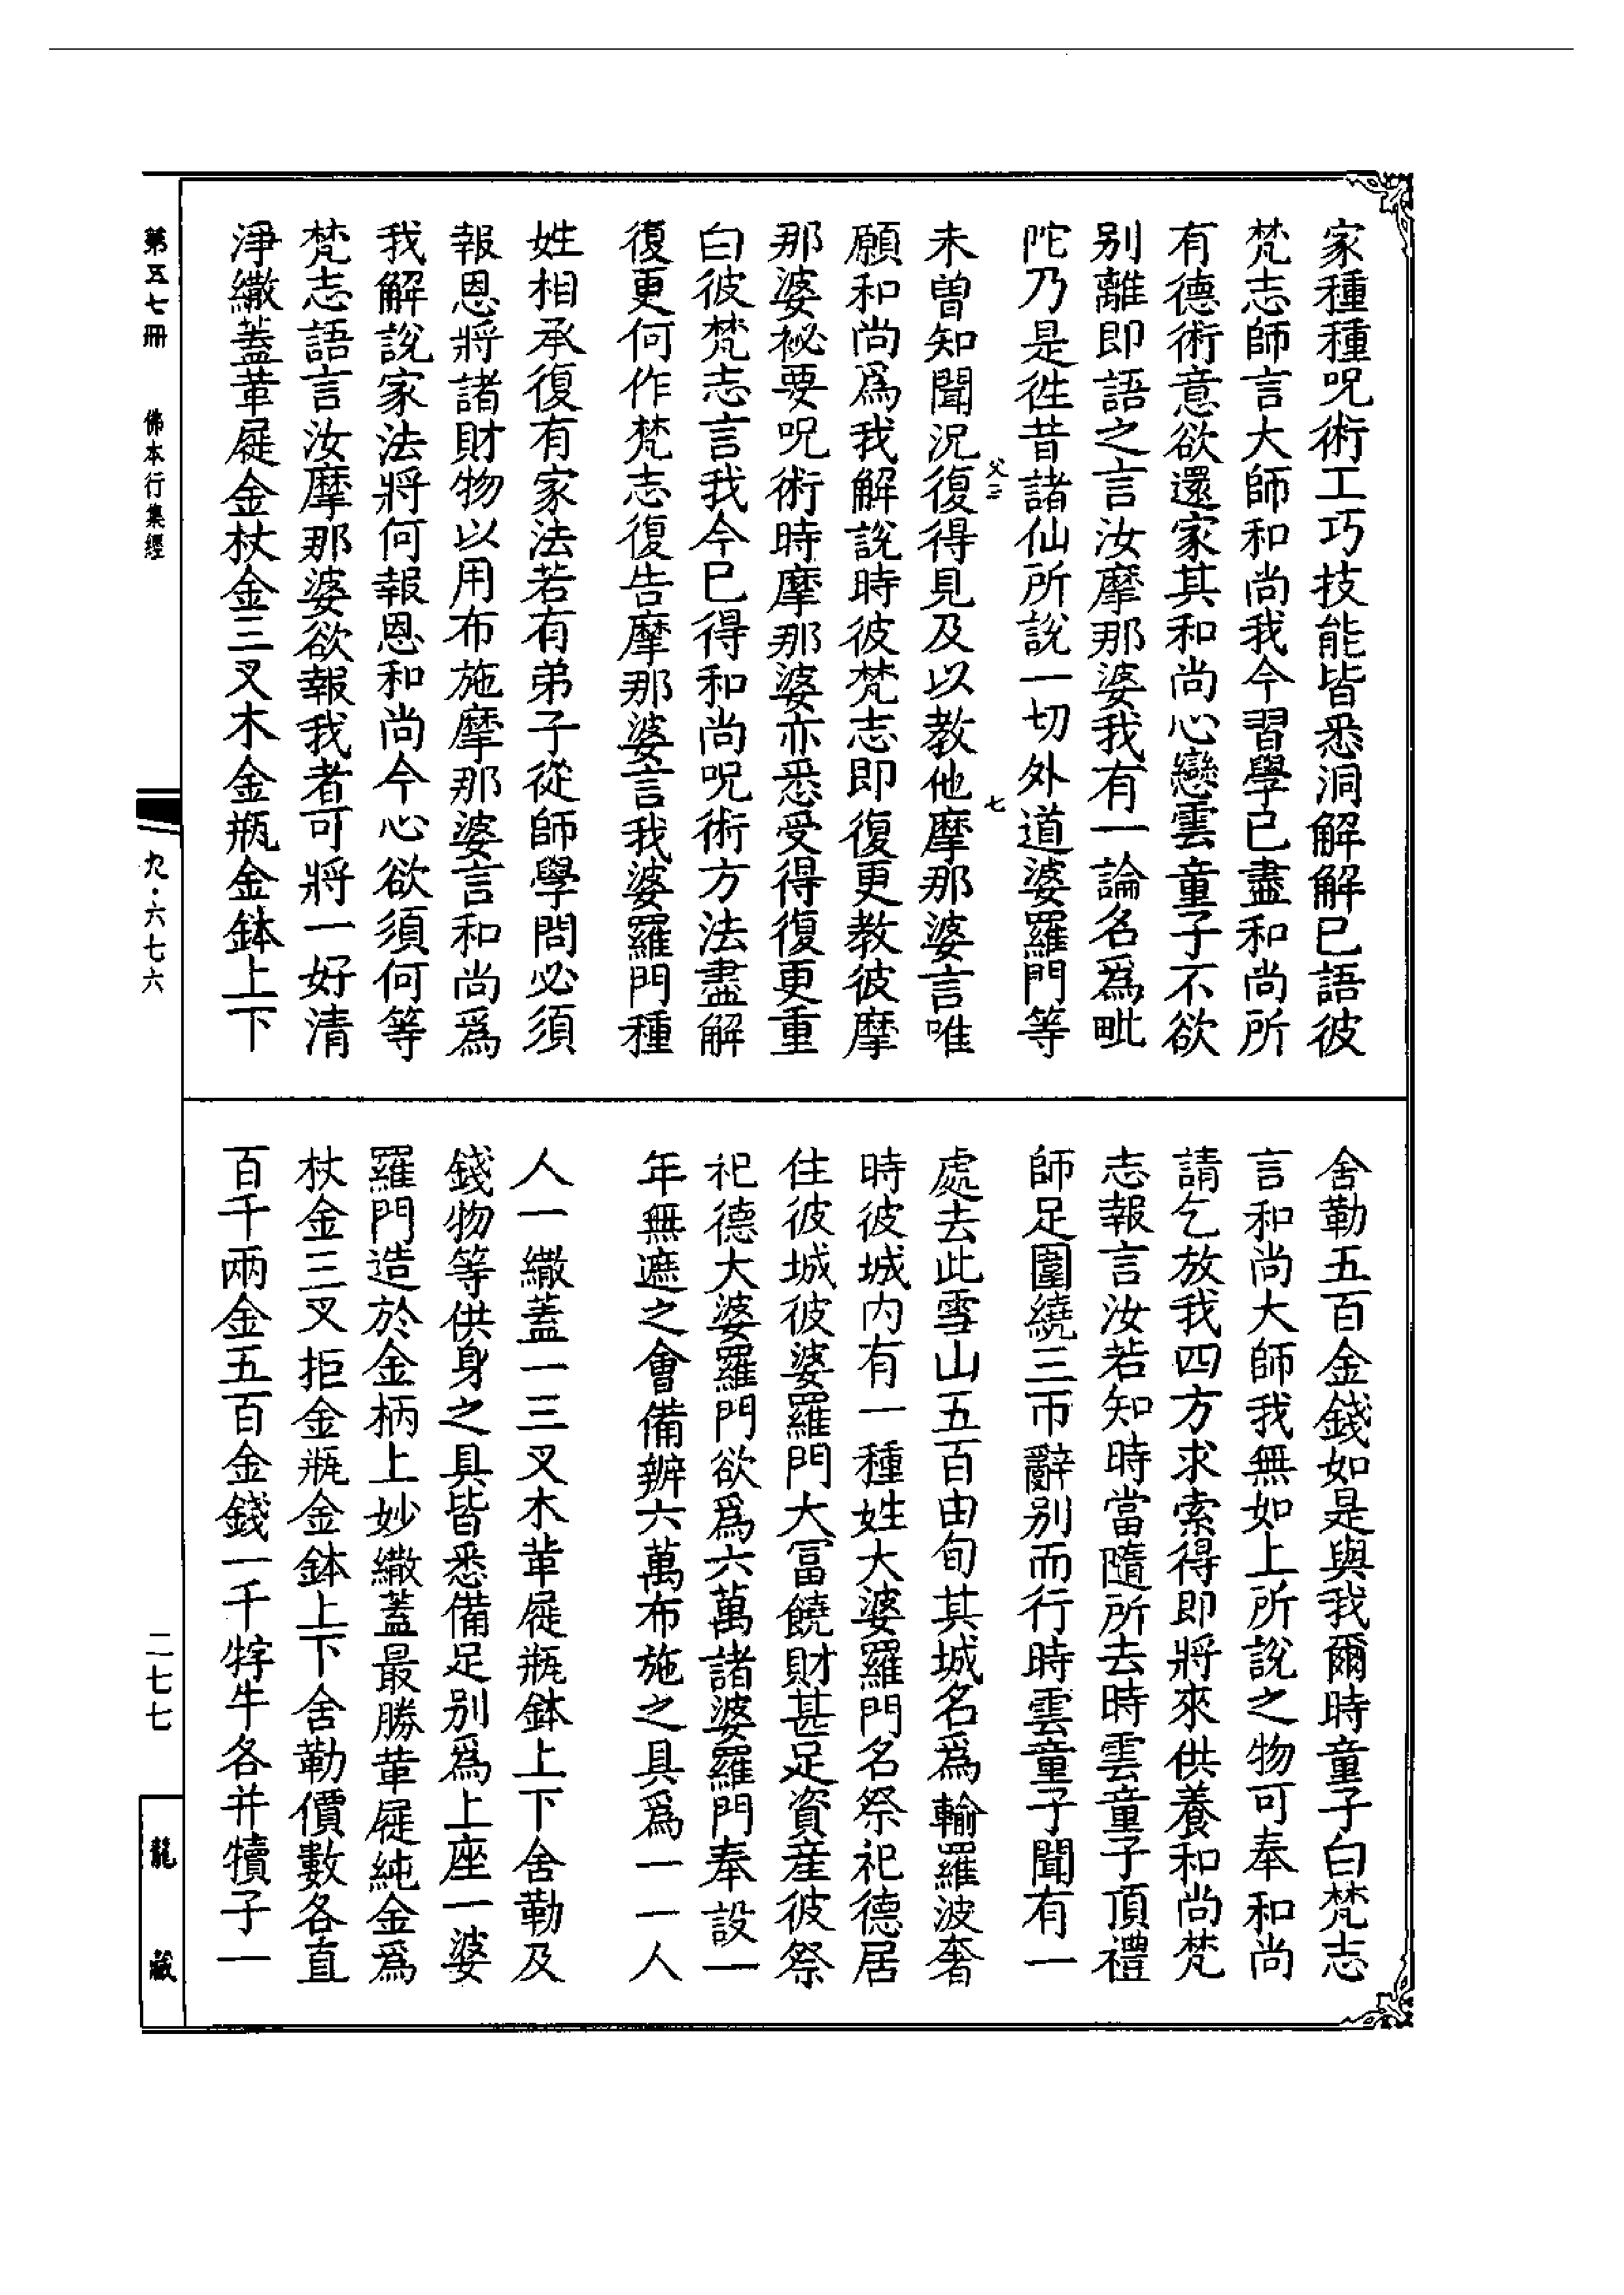 家種種呪術工巧技能皆悉洞解解已語彼
梵志師言大師和尚我今習學已盡和尚所
有德術意欲還家其和尚心戀雲童子不欲
别離即語之言汝摩那婆我有一論名爲毗
陀乃是徃昔諸仙所說一切外道婆羅門等
父三
七
未曽知聞況復得見及以教他摩那婆言唯
願和尚爲我解說時彼梵志即復更教彼摩
那婆祕要呪術時摩那婆亦悉受得復更重
白彼梵志言我今已得和尚呪術方法盡解
復更何作梵志復告摩那婆言我婆羅門種
姓相承復有家法若有弟子從師學問必須
報恩將諸財物以用布施摩那婆言和尚爲
我解說家法將何報恩和尚今心欲須何等
梵志語言汝摩那婆欲報我者可將一好清
淨繖蓋革屣金杖金三叉木金瓶金鉢上下
舍勒五百金錢如是與我爾時童子白梵志
言和尚大師我無如上所說之物可奉和尚
請乞放我四方求索得即將來供養和尚梵
志報言汝若知時當隨所去時雲童子頂禮
師足圍繞三帀辭别而行時雲童子聞有一
處去此雪山五百由旬其城名爲輸羅波奢
時彼城内有一種姓大婆羅門名祭祀德居
住彼城彼婆羅門大冨饒財甚足資産彼祭
祀德大婆羅門欲爲六萬諸婆羅門奉設一
年無遮之會備辦六萬布施之具爲一一人
人一繖蓋一三叉木革屣瓶鉢上下舍勒及
錢物等供身之具皆悉備足别爲上座一婆
羅門造於金柄上妙繖蓋最勝革屣純金爲
杖金三叉拒金瓶金鉢上下舍勒價數各直
百千兩金五百金錢一千牸牛各并犢子一
第五七冊
佛本行集經
九·六七六
二七七
龍藏